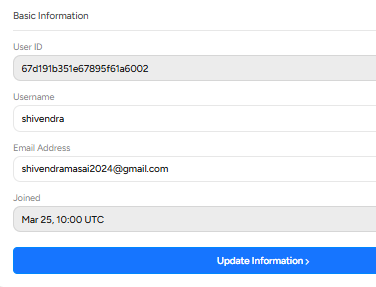 Basic Information
User ID
67d191b351e67895f61a6002
Username
shivendra
Email Address
shivendramasai2024@gmail.com
Joined
Mar 25, 10:00 UTC
Update Information ›